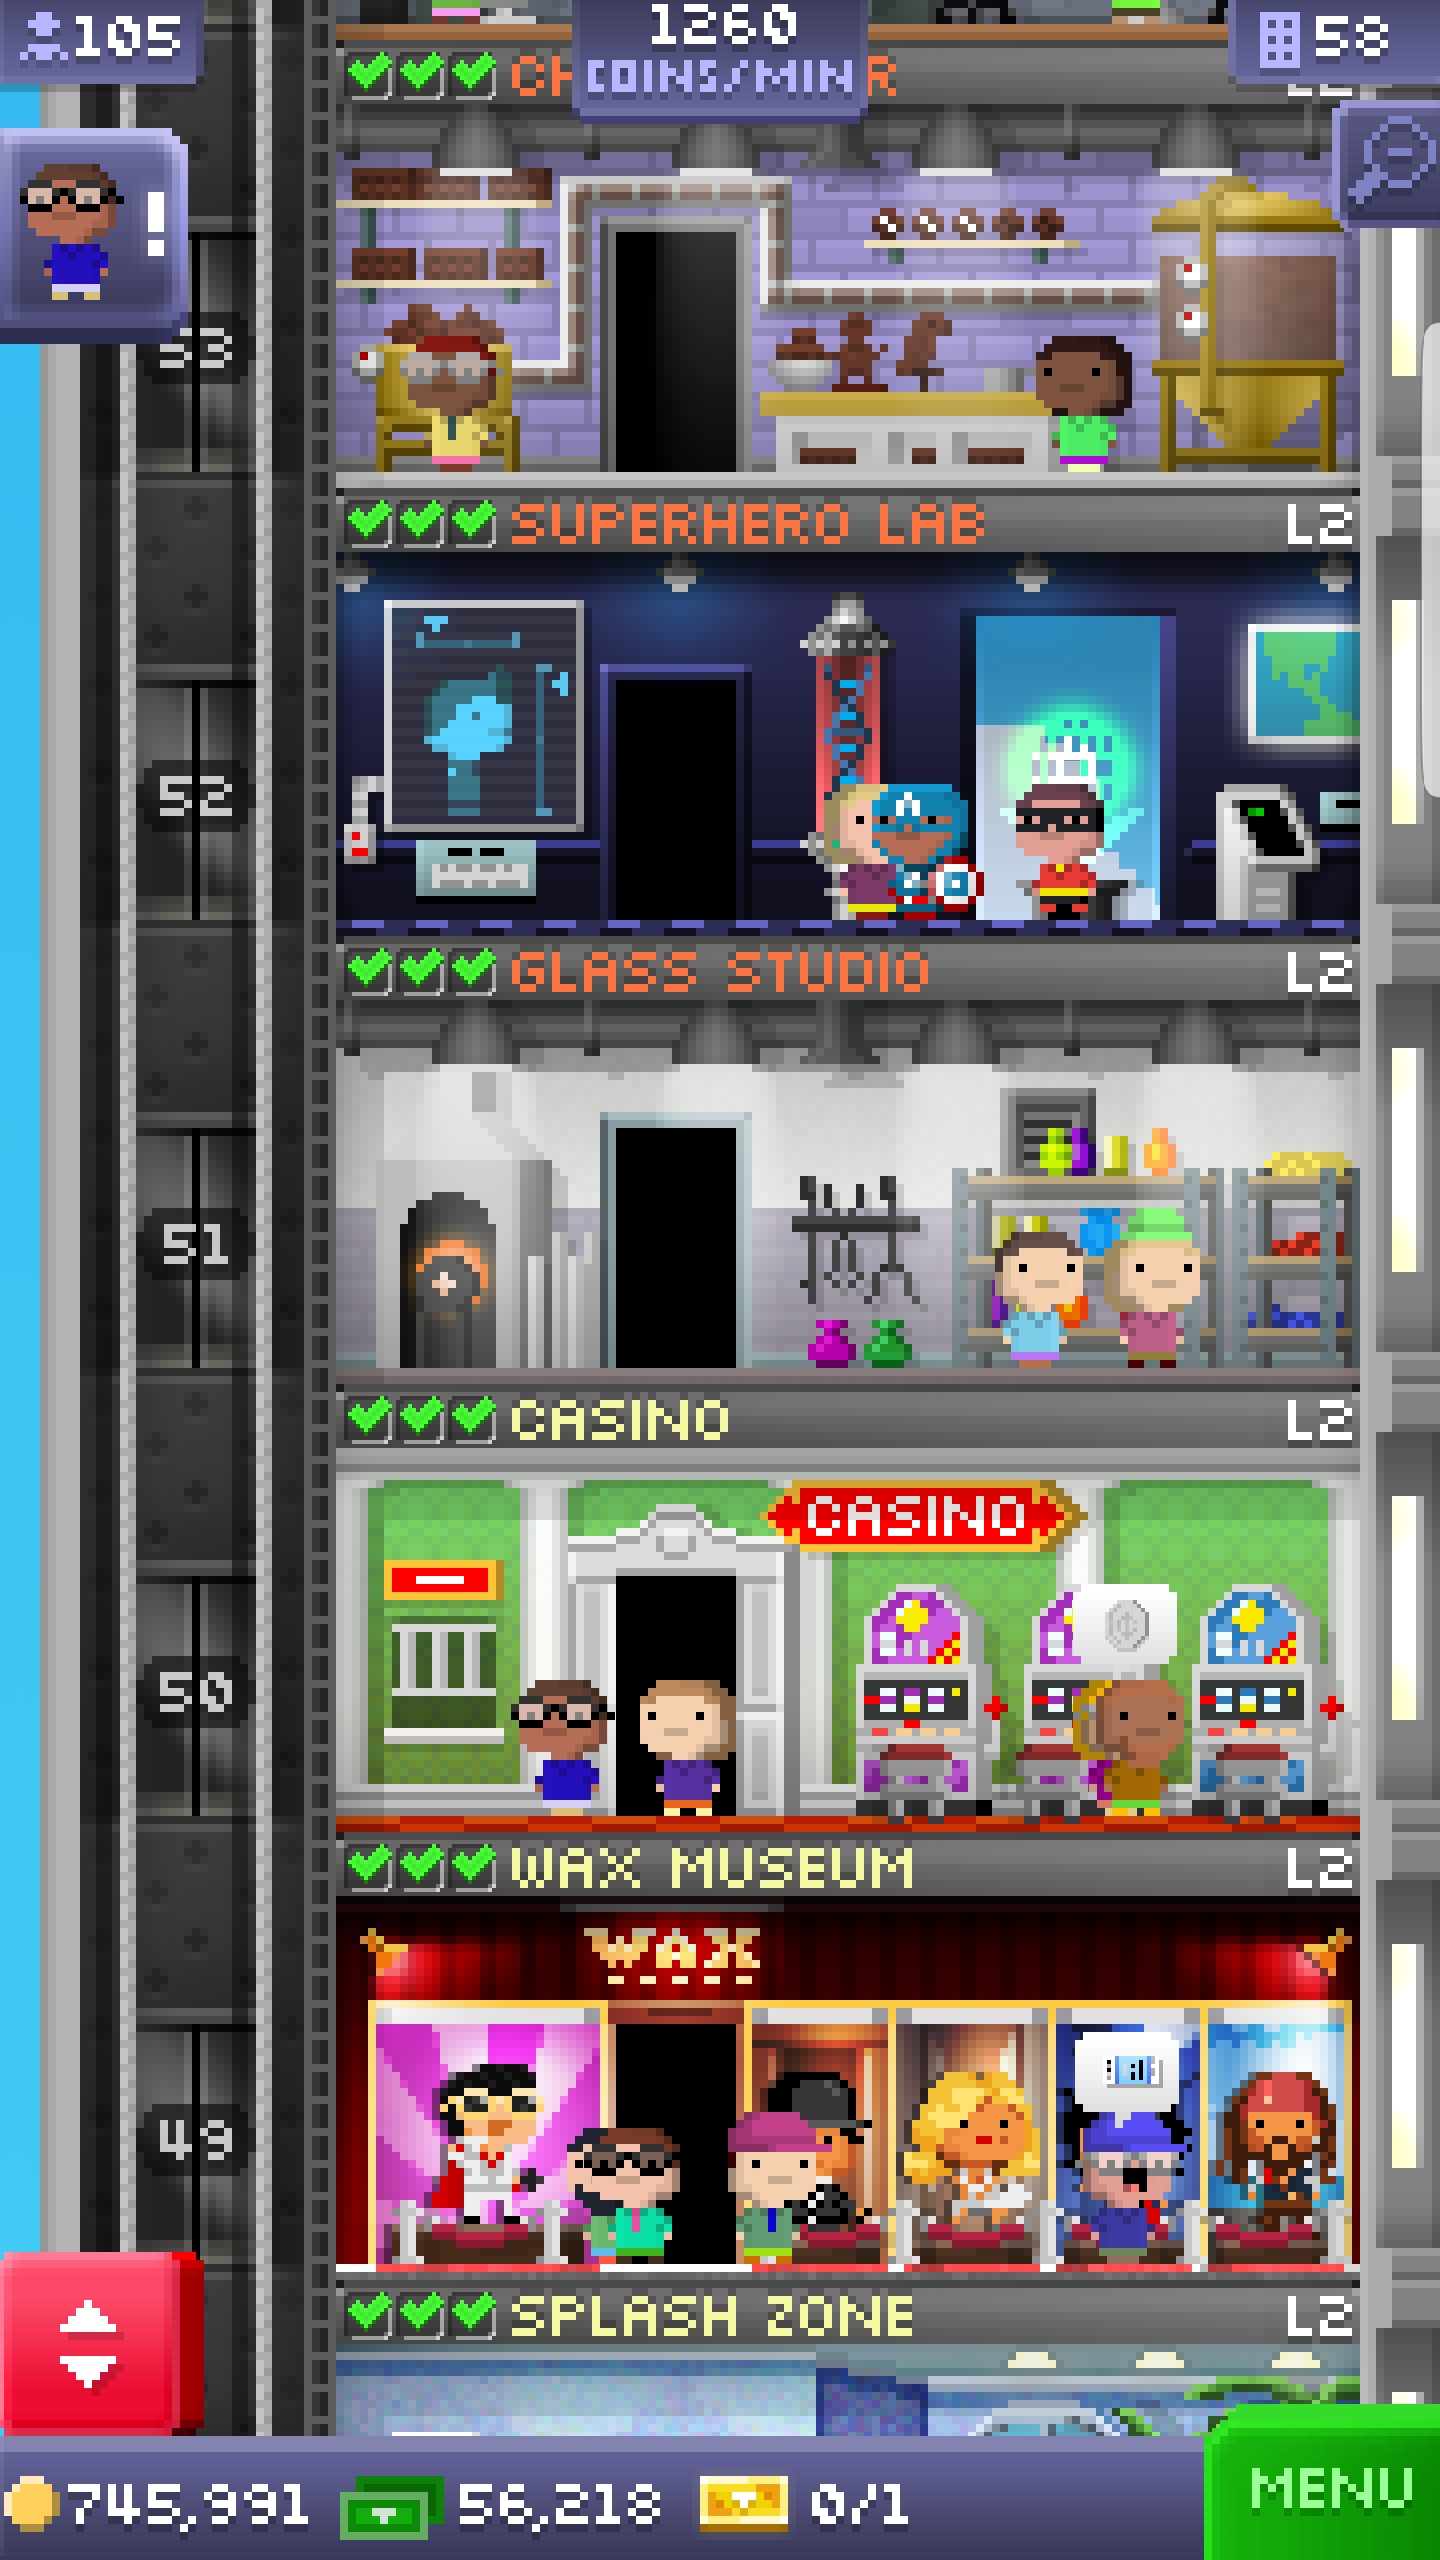 105
1260
COINS/MIN
58
CH
R
!
53
SUPERHERO LAB
L2
52
GLASS STUDIO
L2
51
CASINO
L2
CASINO
50
WAX MUSEUM
L2
WAX
49
SPLASH ZONE
L2
745,991
56,218
0/1
MENU